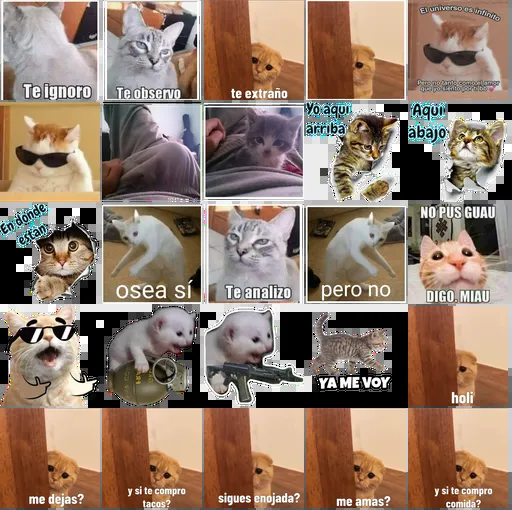 Te ignoro
Te observo
te extraño
El universo es infinito
Pero no tanto como el amor
que yo siento por ti bb
Yo aquí
arriba
Aquí
abajo
En donde
están
osea sí
Te analizo
pero no
NO PUS GUAU
DIGO, MIAU
YA ME VOY
holi
me dejas?
y si te compro
tacos?
sigues enojada?
me amas?
y si te compro
comida?